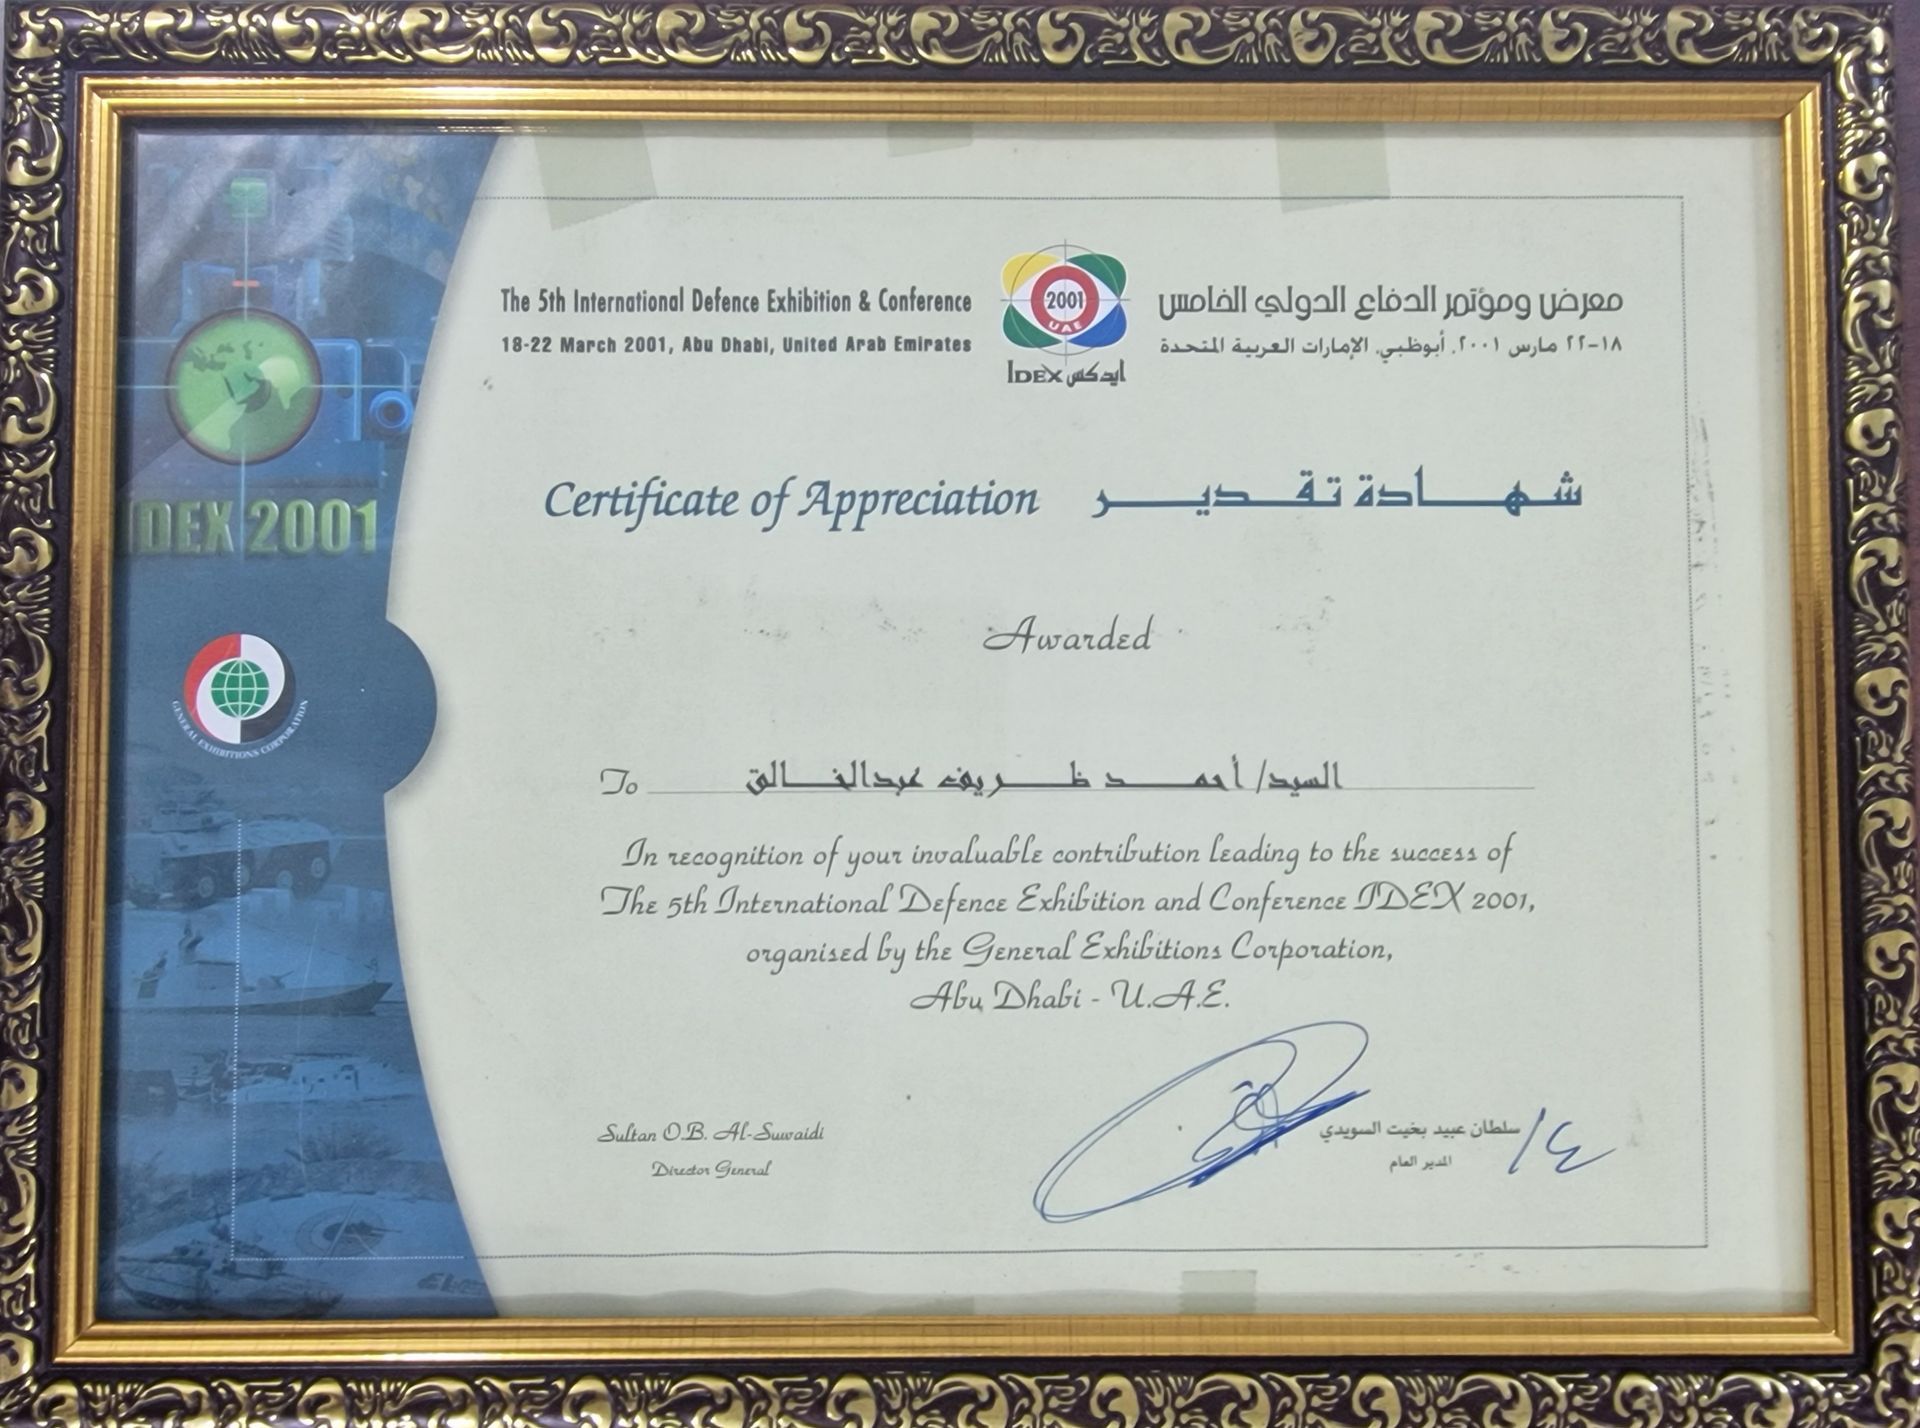 The 5th International Defence Exhibition & Conference
18-22 March 2001, Abu Dhabi, United Arab Emirates
2001
UAE
IDEX ايدكس
معرض ومؤتمر الدفاع الدولي الخامس
١٨-٢٢ مارس ٢٠٠١. أبوظبي. الإمارات العربية المتحدة
IDEX 2001
Certificate of Appreciation شهادة تقدير
GENERAL EXHIBITIONS CORPORATION
Awarded
To السيد/ أحمد ظريف عبدالخالق
In recognition of your invaluable contribution leading to the success of
The 5th International Defence Exhibition and Conference IDEX 2001,
organised by the General Exhibitions Corporation,
Abu Dhabi - U.A.E.
Sultan O.B. Al-Suwaidi
Director General
سلطان عبيد بخيت السويدي
المدير العام